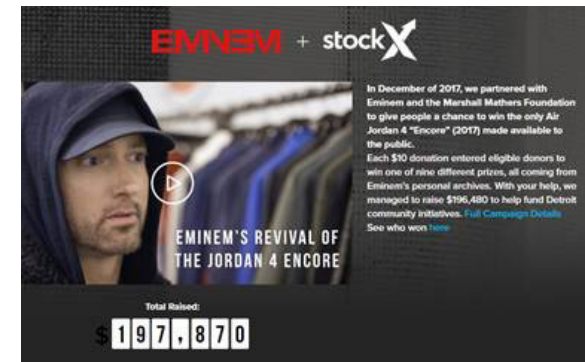 EMINEM + stockX
In December of 2017, we partnered with
Eminem and the Marshall Mathers Foundation
to give people a chance to win the only Air
Jordan 4 "Encore" (2017) made available to
the public.
Each $10 donation entered eligible donors to
win one of nine different prizes, all coming from
Eminem's personal archives. With your help, we
managed to raise $196,480 to help fund Detroit
community initiatives. Full Campaign Details
See who won here
EMINEM'S REVIVAL OF
THE JORDAN 4 ENCORE
Total Raised:
$197,870